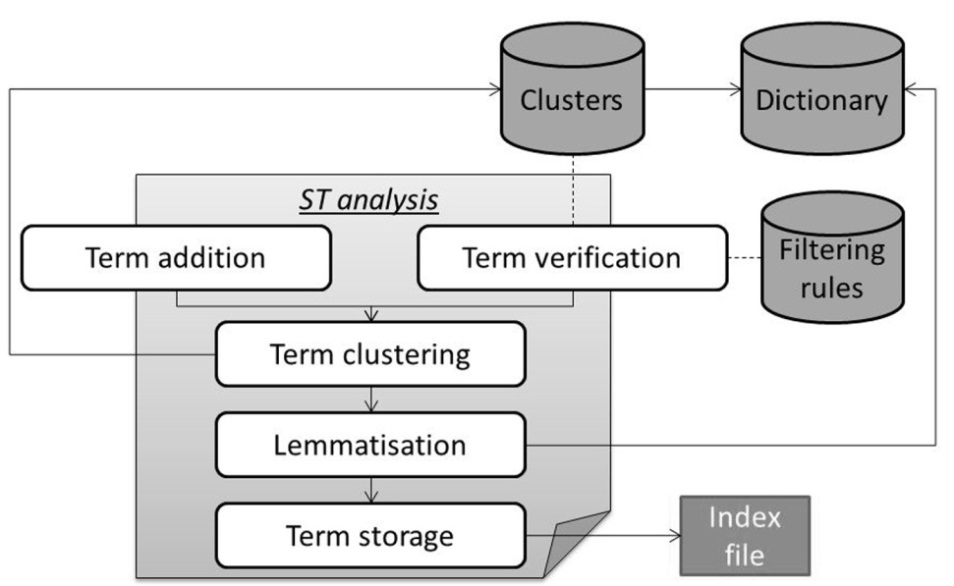 Clusters
Dictionary
ST analysis
Term addition
Term verification
Filtering
rules
Term clustering
Lemmatisation
Term storage
Index
file